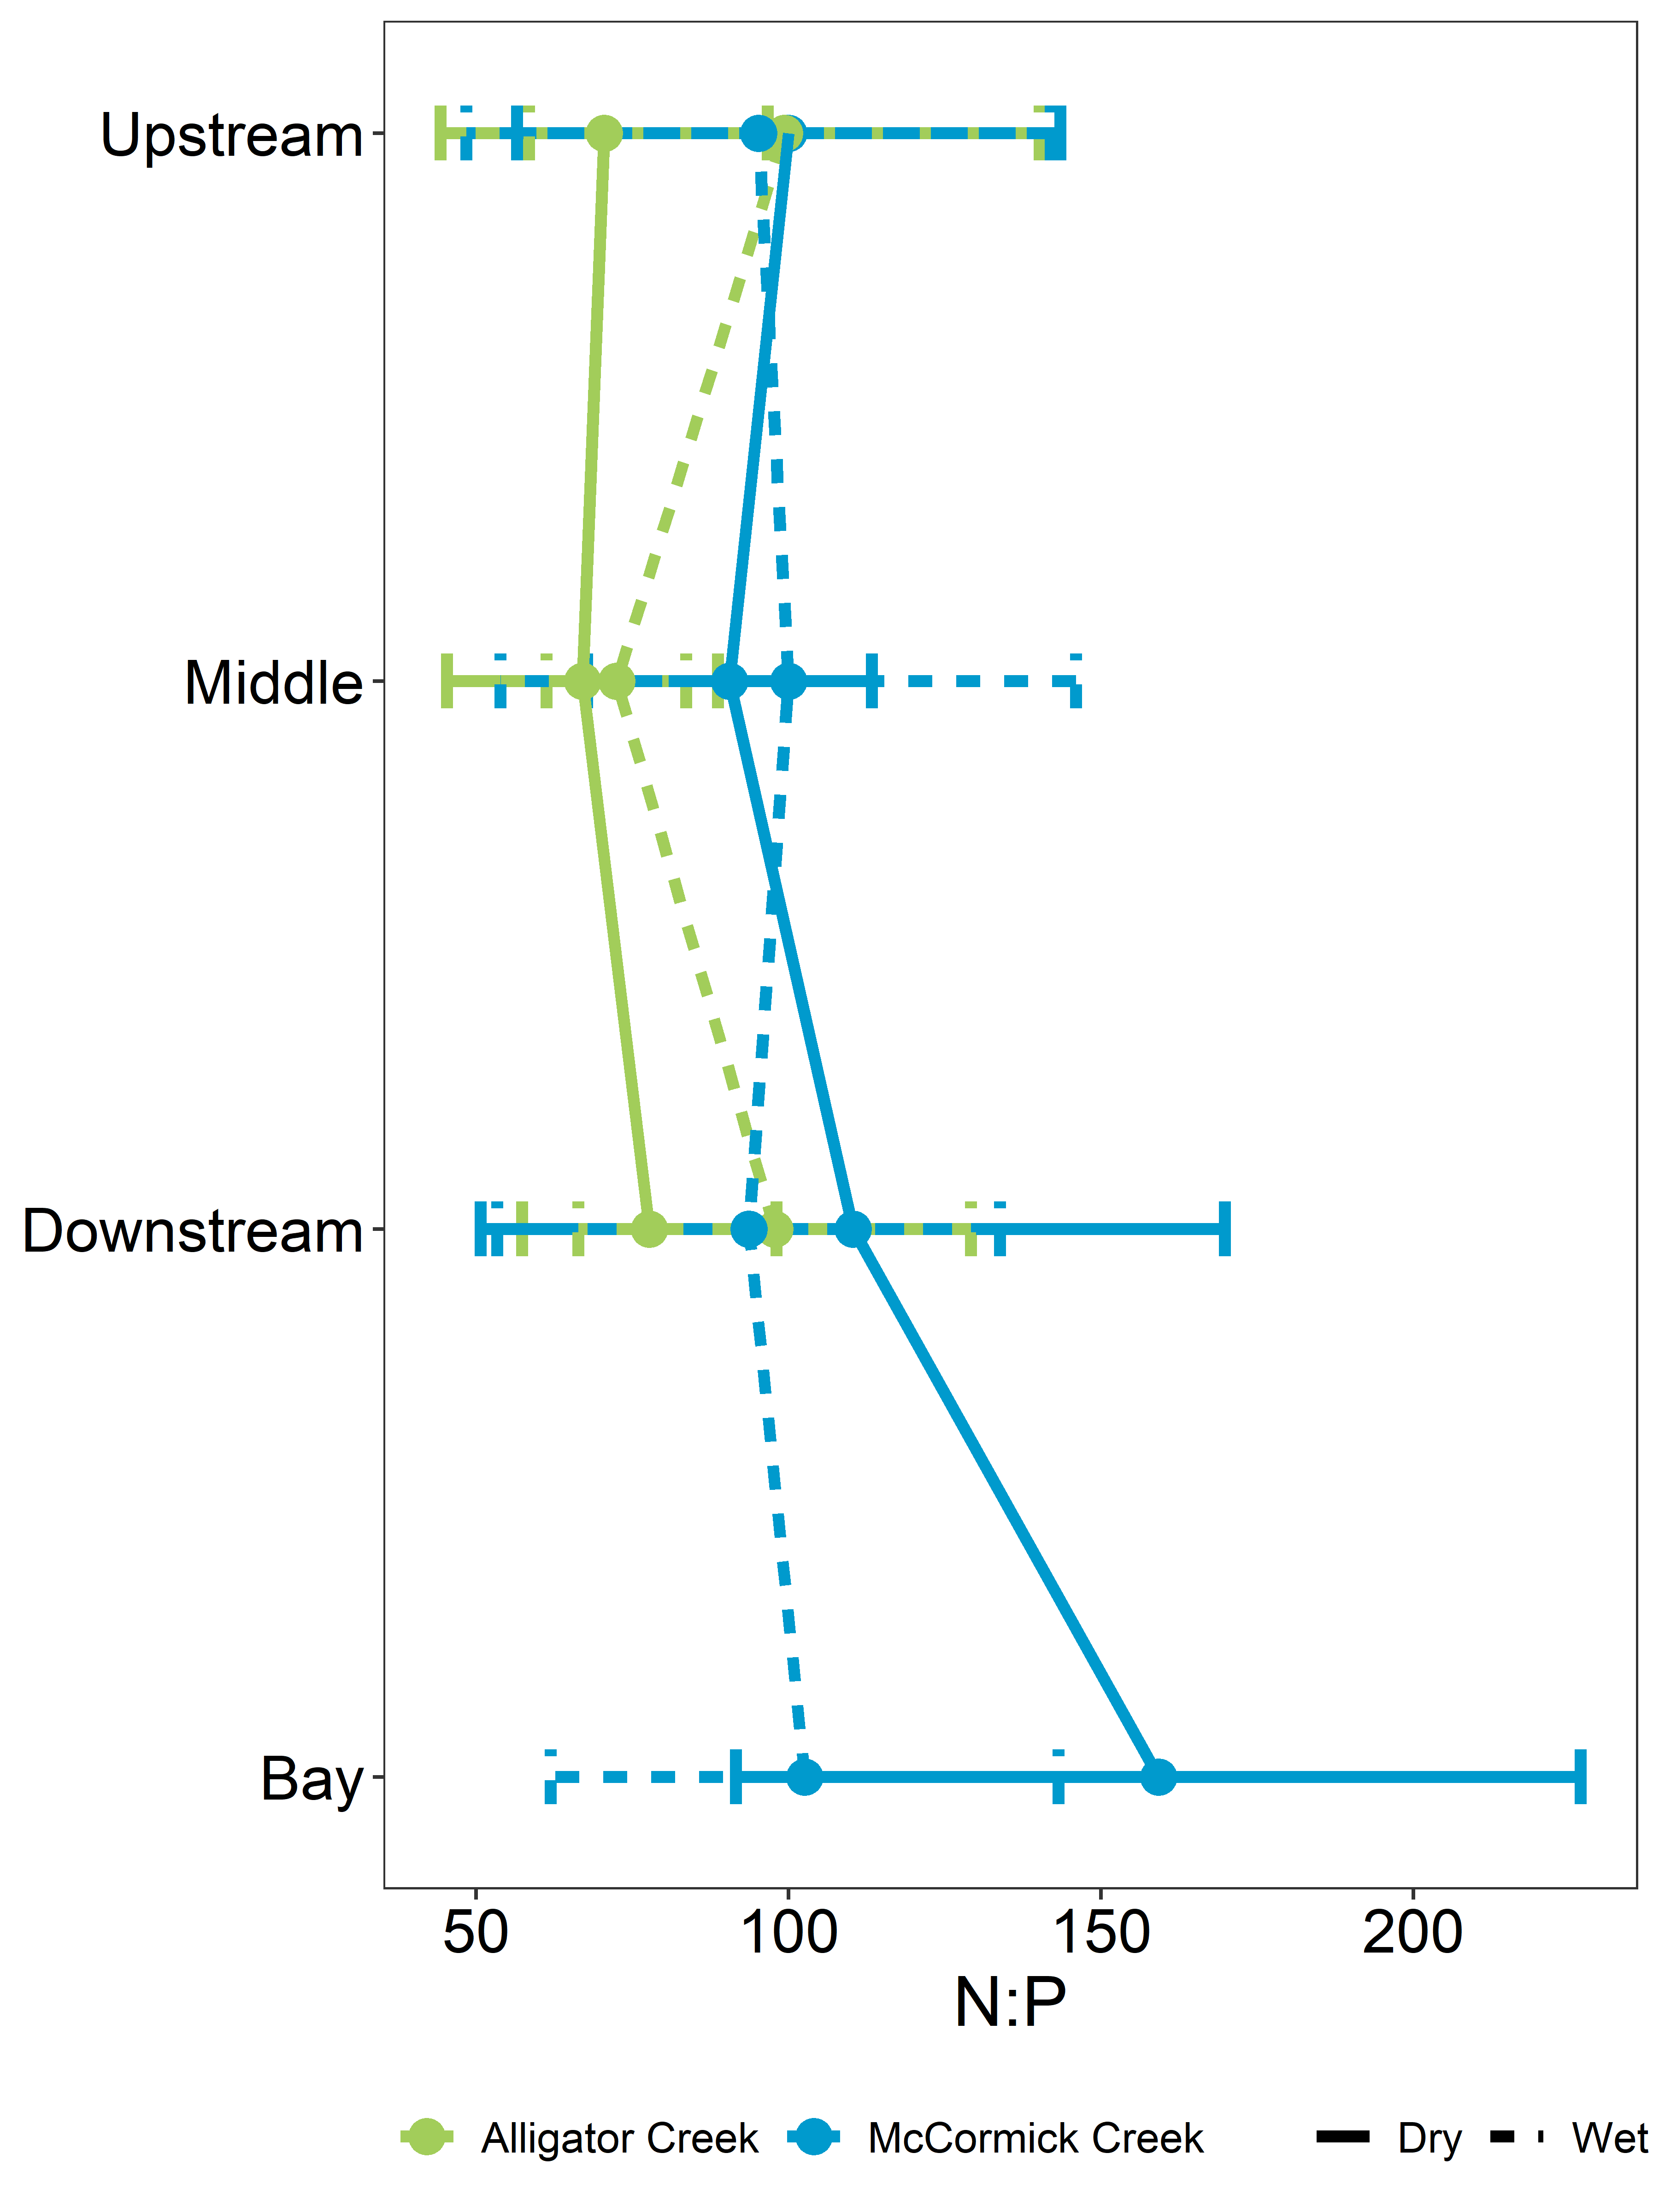 Upstream
Middle
Downstream
Bay
50 100 150 200
N:P
Alligator Creek McCormick Creek Dry Wet